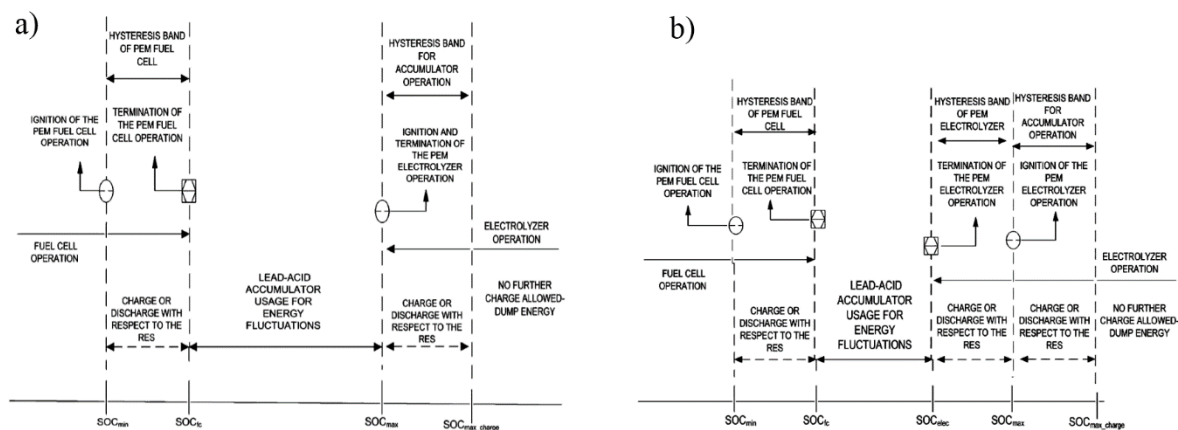 a)
HYSTERESIS BAND
OF PEM FUEL
CELL
HYSTERESIS BAND
FOR
ACCUMULATOR
OPERATION
IGNITION OF THE
PEM FUEL CELL
OPERATION
TERMINATION OF
THE PEM FUEL
CELL OPERATION
IGNITION AND
TERMINATION OF
THE PEM
ELECTROLYZER
OPERATION
FUEL CELL
OPERATION
ELECTROLYZER
OPERATION
CHARGE OR
DISCHARGE WITH
RESPECT TO THE
RES
LEAD-ACID
ACCUMULATOR
USAGE FOR
ENERGY
FLUCTUATIONS
CHARGE OR
DISCHARGE WITH
RESPECT TO THE
RES
NO FURTHER
CHARGE ALLOWED-
DUMP ENERGY
SOCmin
SOCfc
SOCmax
SOCmax_charge
b)
HYSTERESIS BAND
OF PEM FUEL
CELL
HYSTERESIS BAND
OF PEM
ELECTROLYZER
HYSTERESIS BAND
FOR
ACCUMULATOR
OPERATION
IGNITION OF THE
PEM FUEL CELL
OPERATION
TERMINATION OF
THE PEM FUEL
CELL OPERATION
TERMINATION OF
THE PEM
ELECTROLYZER
OPERATION
IGNITION OF THE
PEM
ELECTROLYZER
OPERATION
FUEL CELL
OPERATION
ELECTROLYZER
OPERATION
CHARGE OR
DISCHARGE WITH
RESPECT TO THE
RES
LEAD-ACID
ACCUMULATOR
USAGE FOR
ENERGY
FLUCTUATIONS
CHARGE OR
DISCHARGE WITH
RESPECT TO THE
RES
CHARGE OR
DISCHARGE WITH
RESPECT TO THE
RES
NO FURTHER
CHARGE ALLOWED-
DUMP ENERGY
SOCmin
SOCfc
SOCelec
SOCmax
SOCmax_charge